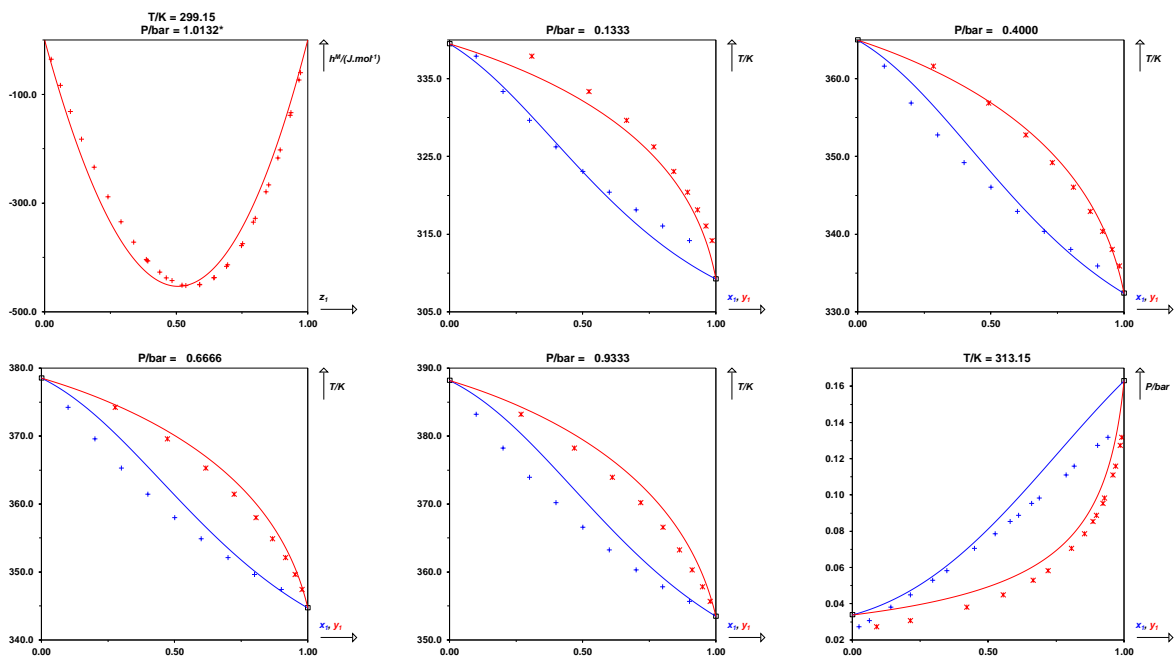 T/K = 299.15
P/bar = 1.0132*
hᴹ/(J.mol⁻¹)
-100.0
-300.0
-500.0
z₁
0.00 0.50 1.00
P/bar = 0.1333
T/K
335.0
325.0
315.0
305.0
x₁, y₁
0.00 0.50 1.00
P/bar = 0.4000
T/K
360.0
350.0
340.0
330.0
x₁, y₁
0.00 0.50 1.00
P/bar = 0.6666
380.0
T/K
370.0
360.0
350.0
340.0
x₁, y₁
0.00 0.50 1.00
P/bar = 0.9333
390.0
T/K
380.0
370.0
360.0
350.0
x₁, y₁
0.00 0.50 1.00
T/K = 313.15
0.16
P/bar
0.14
0.12
0.10
0.08
0.06
0.04
0.02
x₁, y₁
0.00 0.50 1.00